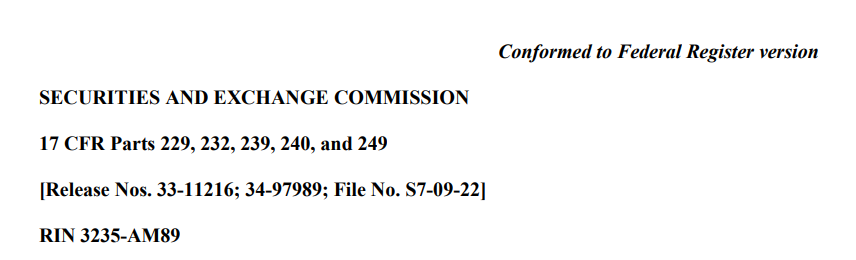 Conformed to Federal Register version
SECURITIES AND EXCHANGE COMMISSION
17 CFR Parts 229, 232, 239, 240, and 249
[Release Nos. 33-11216; 34-97989; File No. S7-09-22]
RIN 3235-AM89